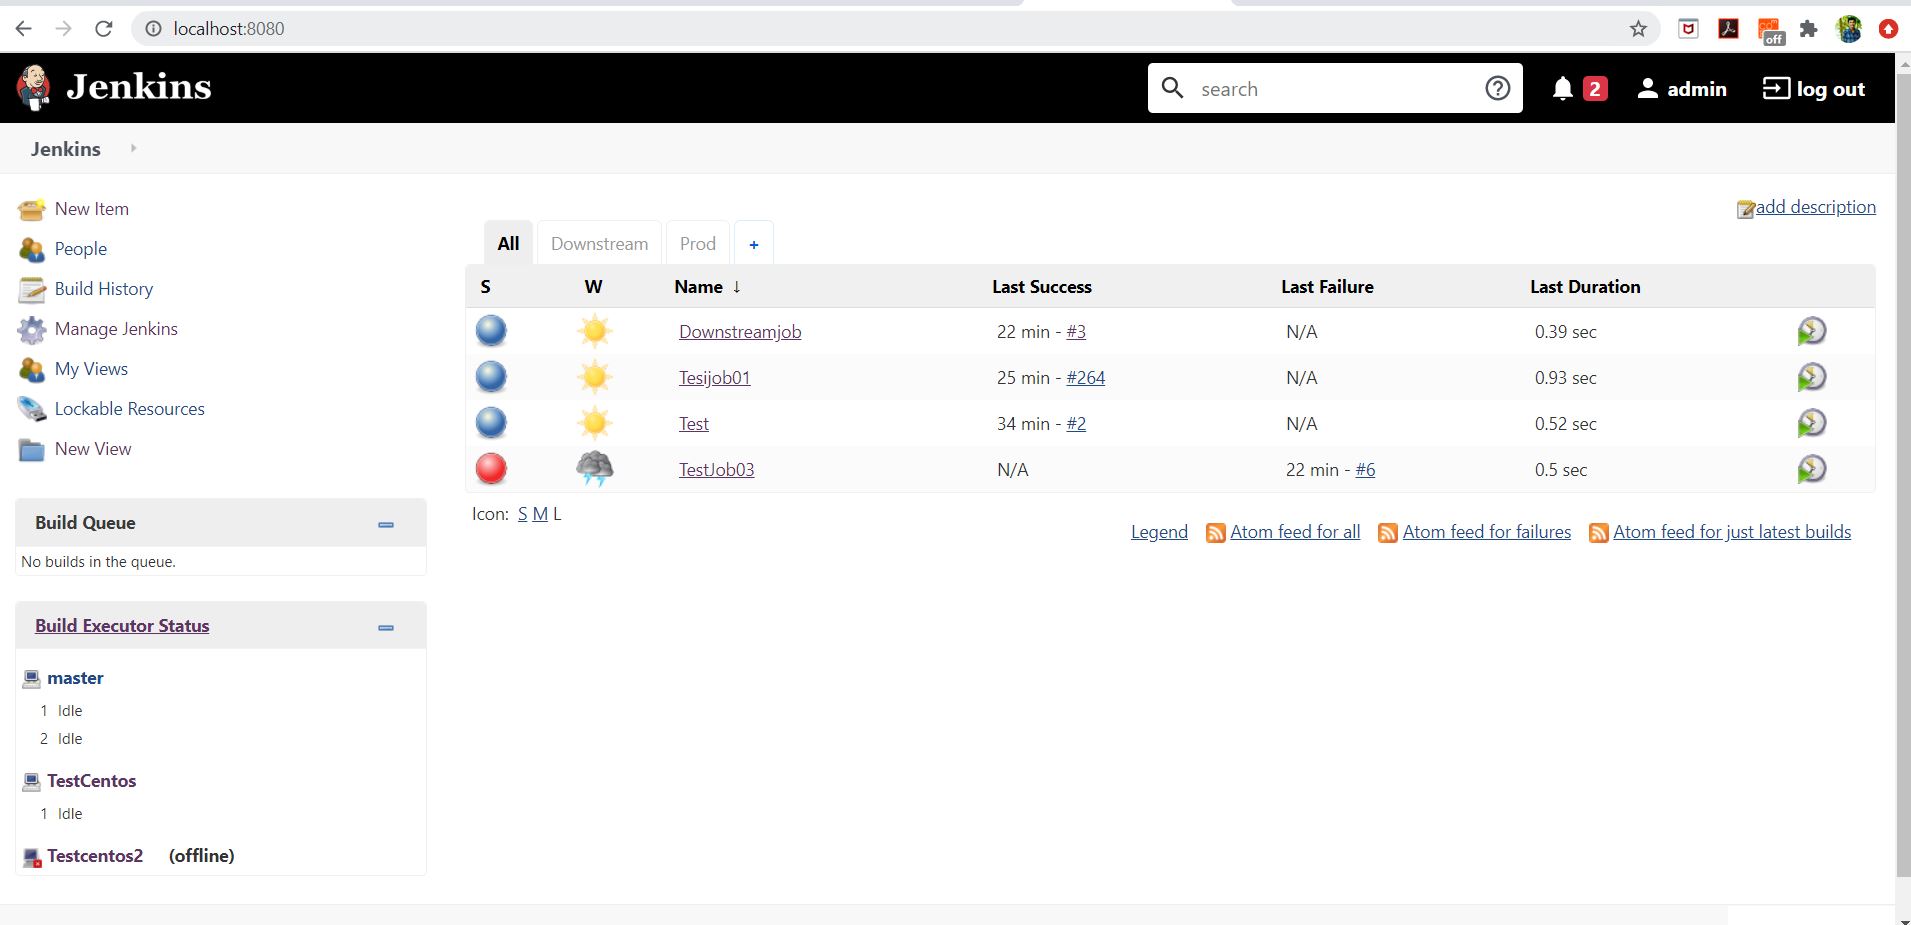 localhost:8080
off
Jenkins
search
2
admin
log out
Jenkins
New Item
People
Build History
Manage Jenkins
My Views
Lockable Resources
New View
Build Queue
No builds in the queue.
Build Executor Status
master
1 Idle
2 Idle
TestCentos
1 Idle
Testcentos2 (offline)
add description
All Downstream Prod +
S W Name ↓ Last Success Last Failure Last Duration
Downstreamjob 22 min - #3 N/A 0.39 sec
Tesijob01 25 min - #264 N/A 0.93 sec
Test 34 min - #2 N/A 0.52 sec
TestJob03 N/A 22 min - #6 0.5 sec
Icon: S M L
Legend Atom feed for all Atom feed for failures Atom feed for just latest builds